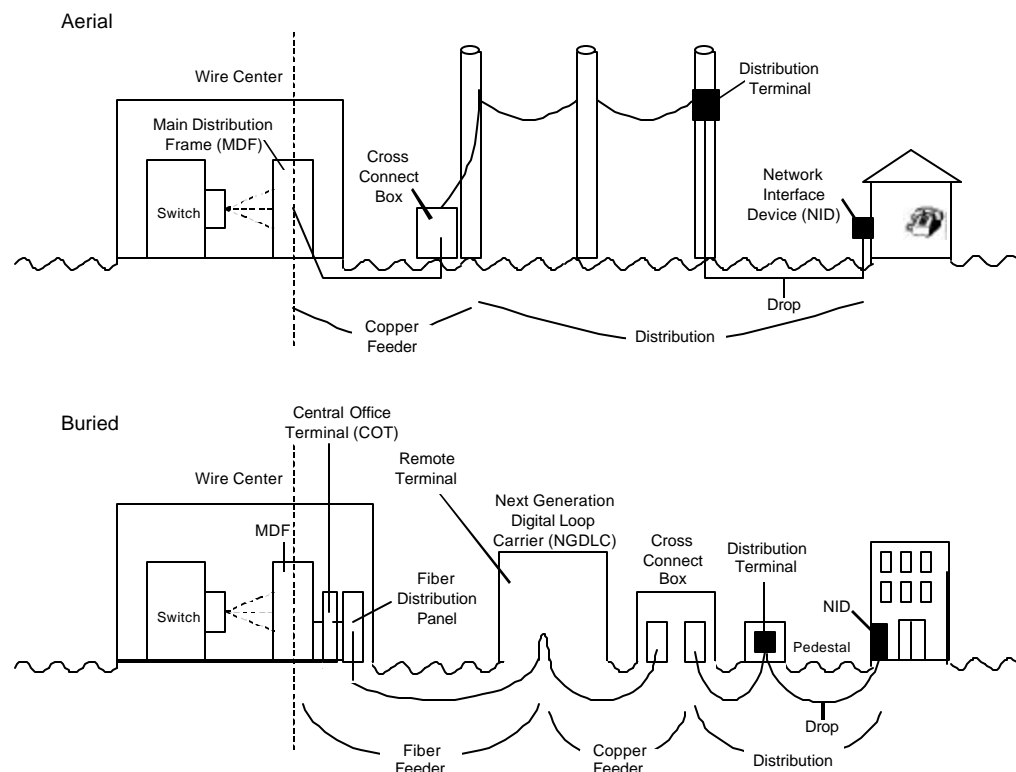 Aerial
Wire Center
Main Distribution
Frame (MDF)
Switch
Cross
Connect
Box
Distribution
Terminal
Network
Interface
Device (NID)
Drop
Copper
Feeder
Distribution
Buried
Central Office
Terminal (COT)
Wire Center
MDF
Switch
Fiber
Distribution
Panel
Remote
Terminal
Next Generation
Digital Loop
Carrier (NGDLC)
Cross
Connect
Box
Distribution
Terminal
Pedestal
NID
Drop
Fiber
Feeder
Copper
Feeder
Distribution